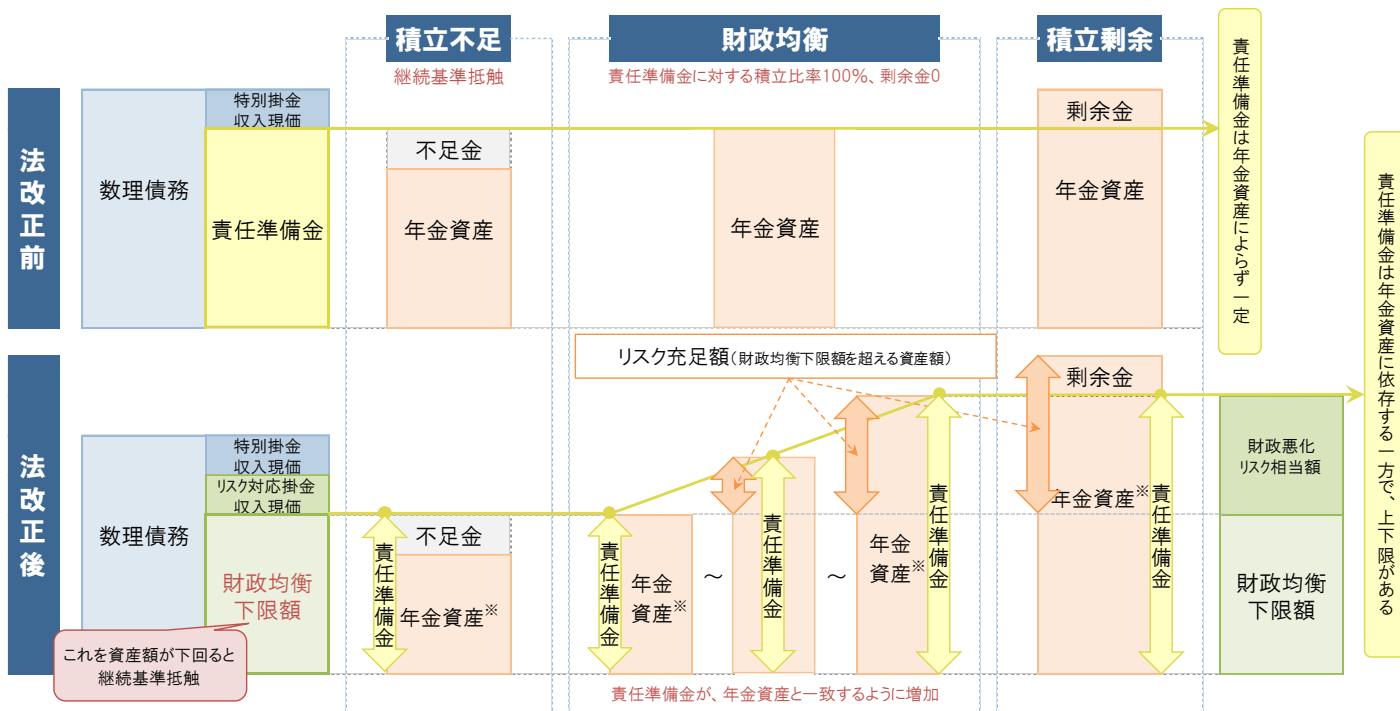 積立不足
財政均衡
積立剰余
継続基準抵触
責任準備金に対する積立比率100%、剰余金0
法改正前
数理債務
特別掛金
収入現価
責任準備金
不足金
年金資産
年金資産
剰余金
年金資産
責任準備金は年金資産によらず一定
責任準備金は年金資産に依存する一方で、上下限がある
リスク充足額(財政均衡下限額を超える資産額)
法改正後
数理債務
特別掛金
収入現価
リスク対応掛金
収入現価
財政均衡
下限額
これを資産額が下回ると
継続基準抵触
責任準備金
不足金
年金資産※
責任準備金
年金
資産※
~
責任準備金
~
年金
資産※
責任準備金
剰余金
年金資産※
責任準備金
財政悪化
リスク相当額
財政均衡
下限額
責任準備金が、年金資産と一致するように増加